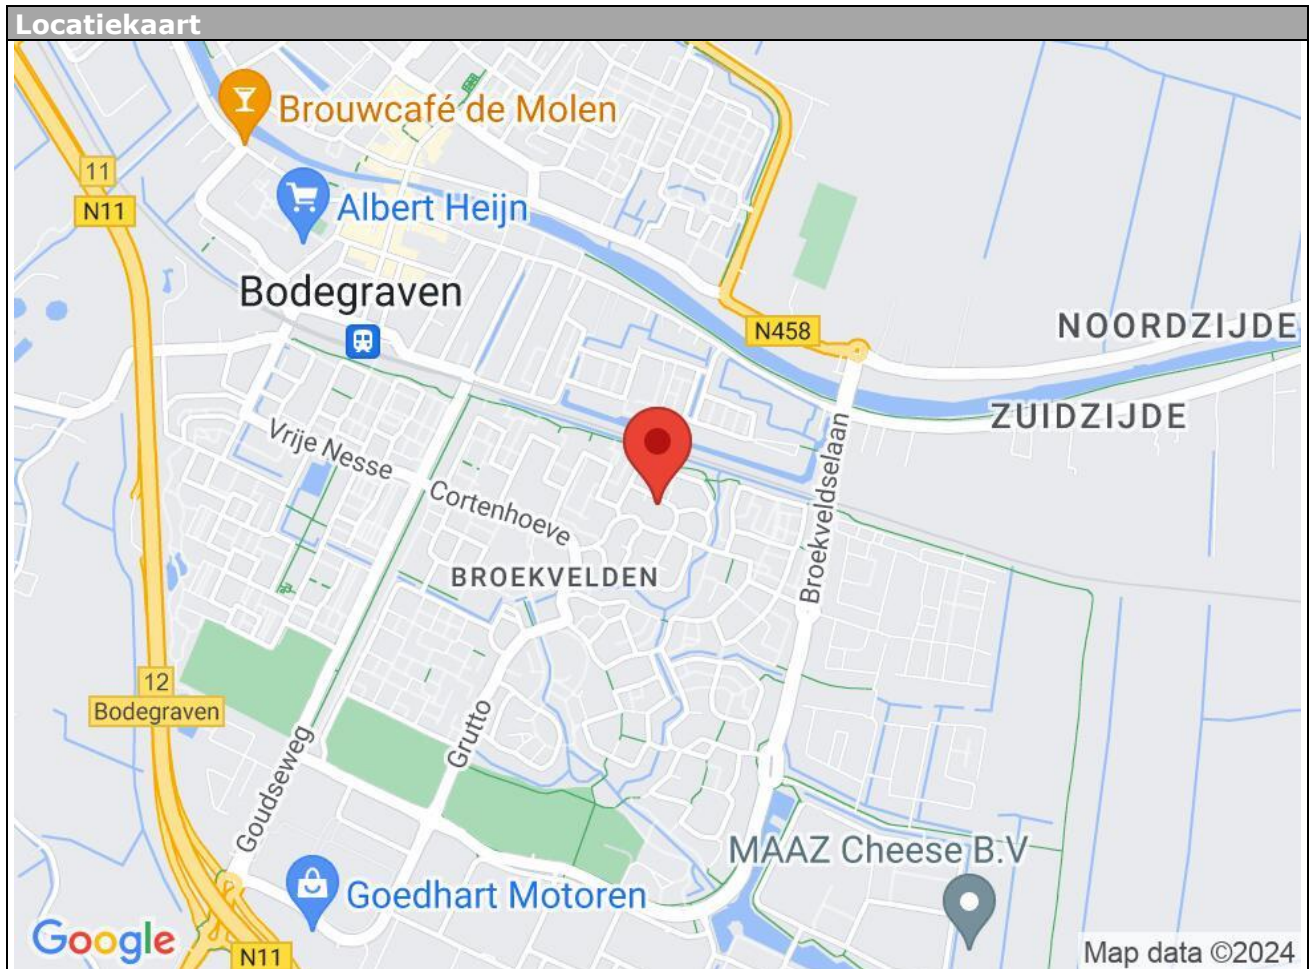 Locatiekaart
Brouwcafé de Molen
11
N11
Albert Heijn
Bodegraven
N458
NOORDZIJDE
ZUIDZIJDE
Vrije Nesse
Cortenhoeve
Broekveldselaan
BROEKVELDEN
12
Bodegraven
Grutto
Goudseweg
MAAZ Cheese B.V
Goedhart Motoren
Google
N11
Map data ©2024